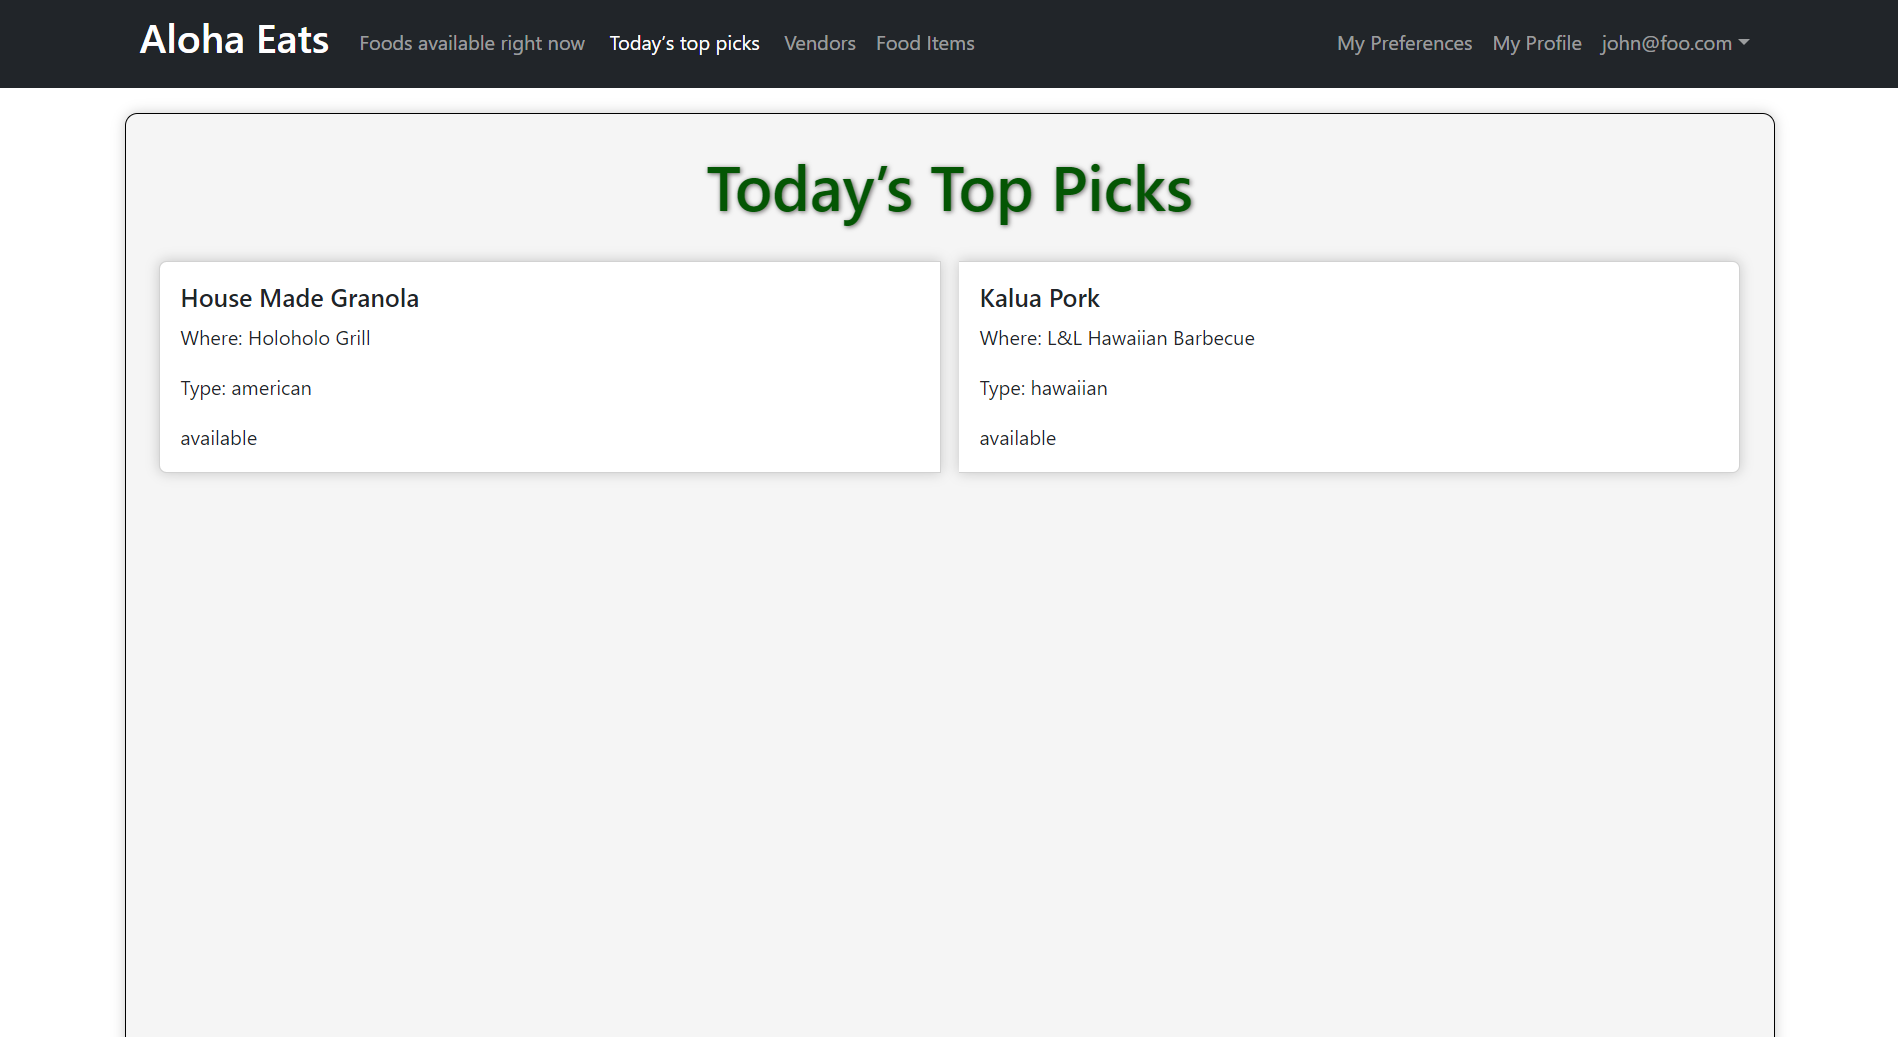 Aloha Eats Foods available right now Today’s top picks Vendors Food Items My Preferences My Profile john@foo.com
Today’s Top Picks
House Made Granola
Where: Holoholo Grill
Type: american
available
Kalua Pork
Where: L&L Hawaiian Barbecue
Type: hawaiian
available